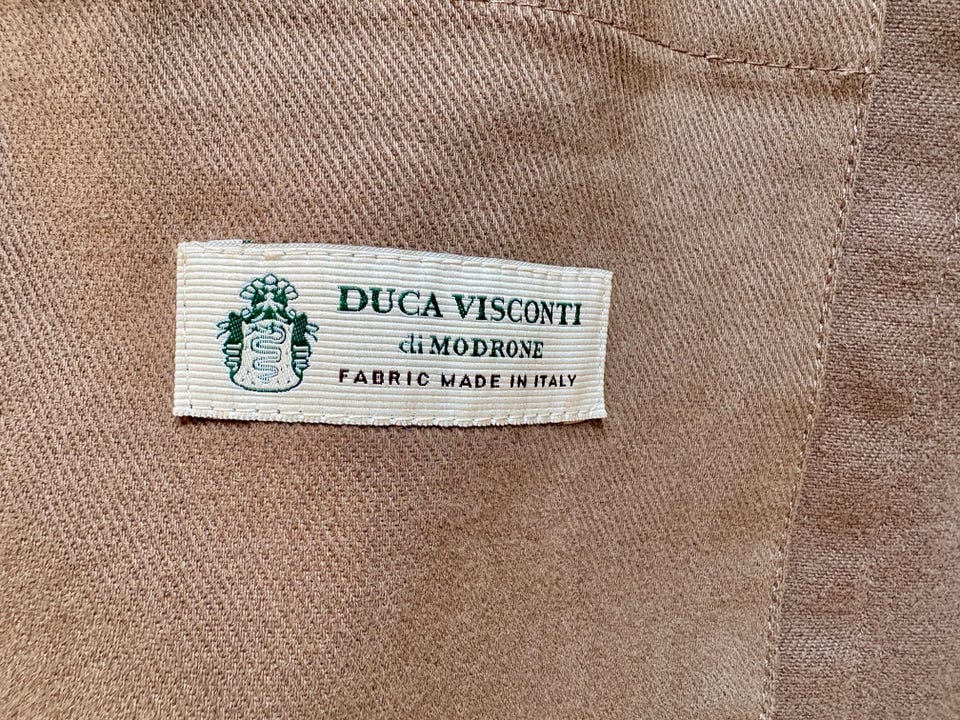 DUCA VISCONTI
di MODRONE
FABRIC MADE IN ITALY